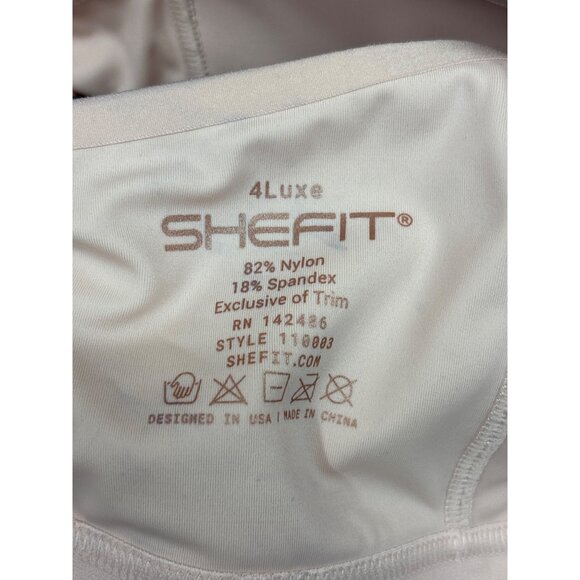 4Luxe
SHEFIT®
82% Nylon
18% Spandex
Exclusive of Trim
RN 142486
STYLE 110003
SHEFIT.COM
DESIGNED IN USA | MADE IN CHINA